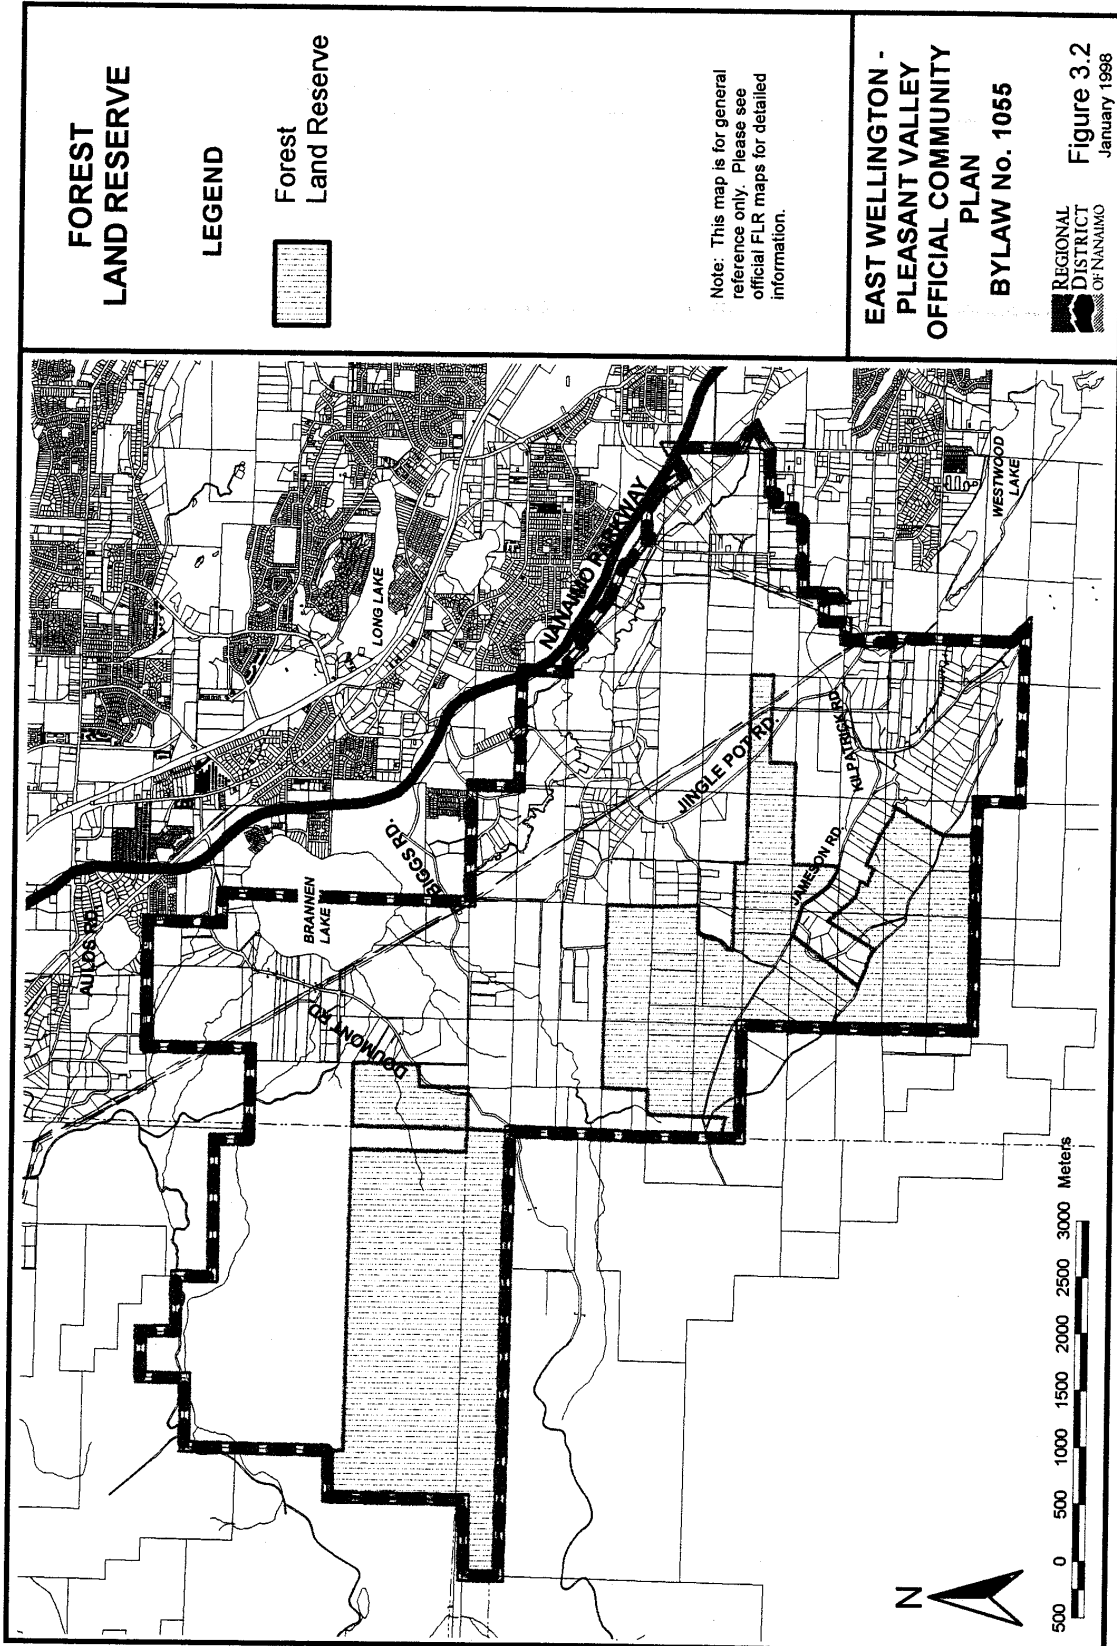 FOREST
LAND RESERVE
LEGEND
Forest
Land Reserve
Note: This map is for general
reference only. Please see
official FLR maps for detailed
information.
EAST WELLINGTON -
PLEASANT VALLEY
OFFICIAL COMMUNITY
PLAN
BYLAW No. 1055
REGIONAL
DISTRICT
OF NANAIMO
Figure 3.2
January 1998
AULDS RD.
BRANNEN
LAKE
BIGGS RD.
LONG LAKE
NANAIMO PARKWAY
DOUMONT RD.
JINGLE POT RD.
KILPATRICK RD.
JAMESON RD.
WESTWOOD
LAKE
N
500 0 500 1000 1500 2000 2500 3000 Meters